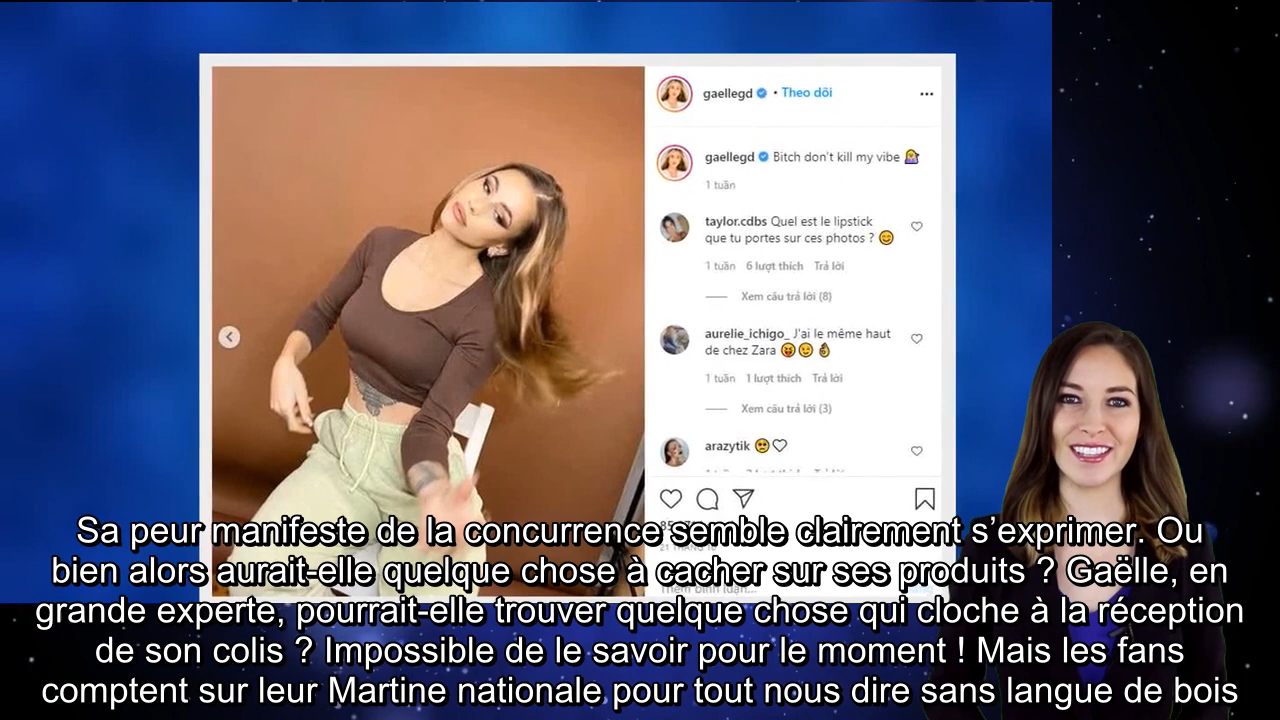 gaellegd • Theo dõi
gaellegd Bitch don't kill my vibe
1 tuần
taylor.cdbs Quel est le lipstick
que tu portes sur ces photos ?
1 tuần 6 lượt thích Trả lời
Xem câu trả lời (8)
aurelie_ichigo_ J'ai le même haut
de chez Zara
1 tuần 1 lượt thích Trả lời
Xem câu trả lời (3)
arazytik
Sa peur manifeste de la concurrence semble clairement s’exprimer. Ou
bien alors aurait-elle quelque chose à cacher sur ses produits ? Gaëlle, en
grande experte, pourrait-elle trouver quelque chose qui cloche à la réception
de son colis ? Impossible de le savoir pour le moment ! Mais les fans
comptent sur leur Martine nationale pour tout nous dire sans langue de bois